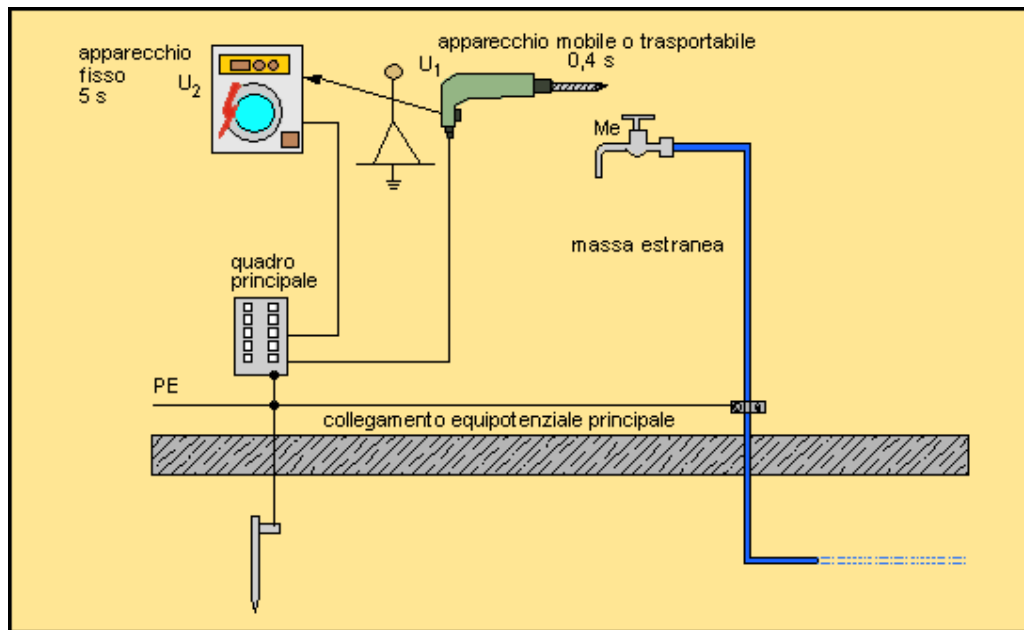 apparecchio
fisso
5 s
U2
U1
apparecchio mobile o trasportabile
0,4 s
Me
massa estranea
quadro
principale
PE
collegamento equipotenziale principale